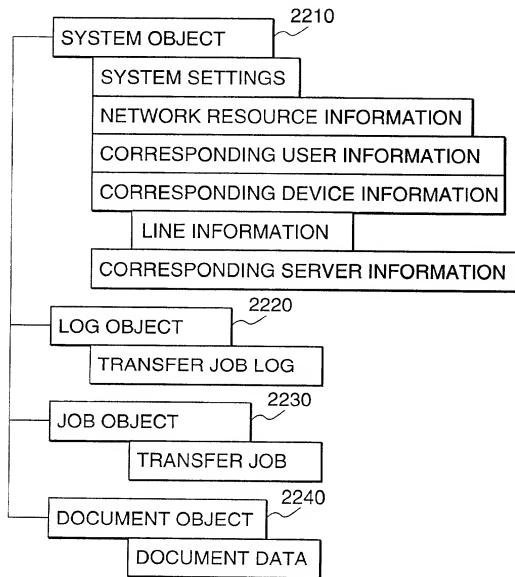 SYSTEM OBJECT
2210
SYSTEM SETTINGS
NETWORK RESOURCE INFORMATION
CORRESPONDING USER INFORMATION
CORRESPONDING DEVICE INFORMATION
LINE INFORMATION
CORRESPONDING SERVER INFORMATION
LOG OBJECT
2220
TRANSFER JOB LOG
JOB OBJECT
2230
TRANSFER JOB
DOCUMENT OBJECT
2240
DOCUMENT DATA